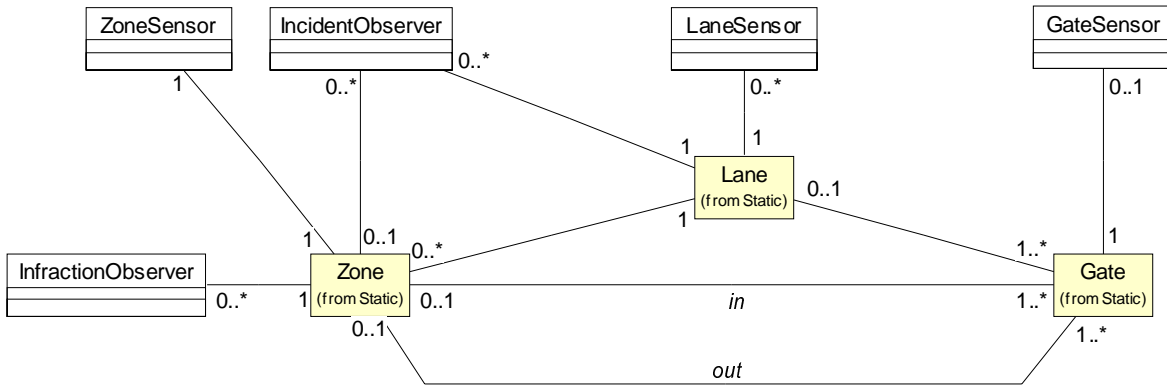 ZoneSensor
IncidentObserver
LaneSensor
GateSensor
1
0..*
0..*
0..*
0..1
1
1
Lane
(from Static)
0..1
1
1
0..1
0..*
1..*
1
InfractionObserver
Zone
(from Static)
Gate
(from Static)
0..*
1
0..1
in
1..*
0..1
1..*
out